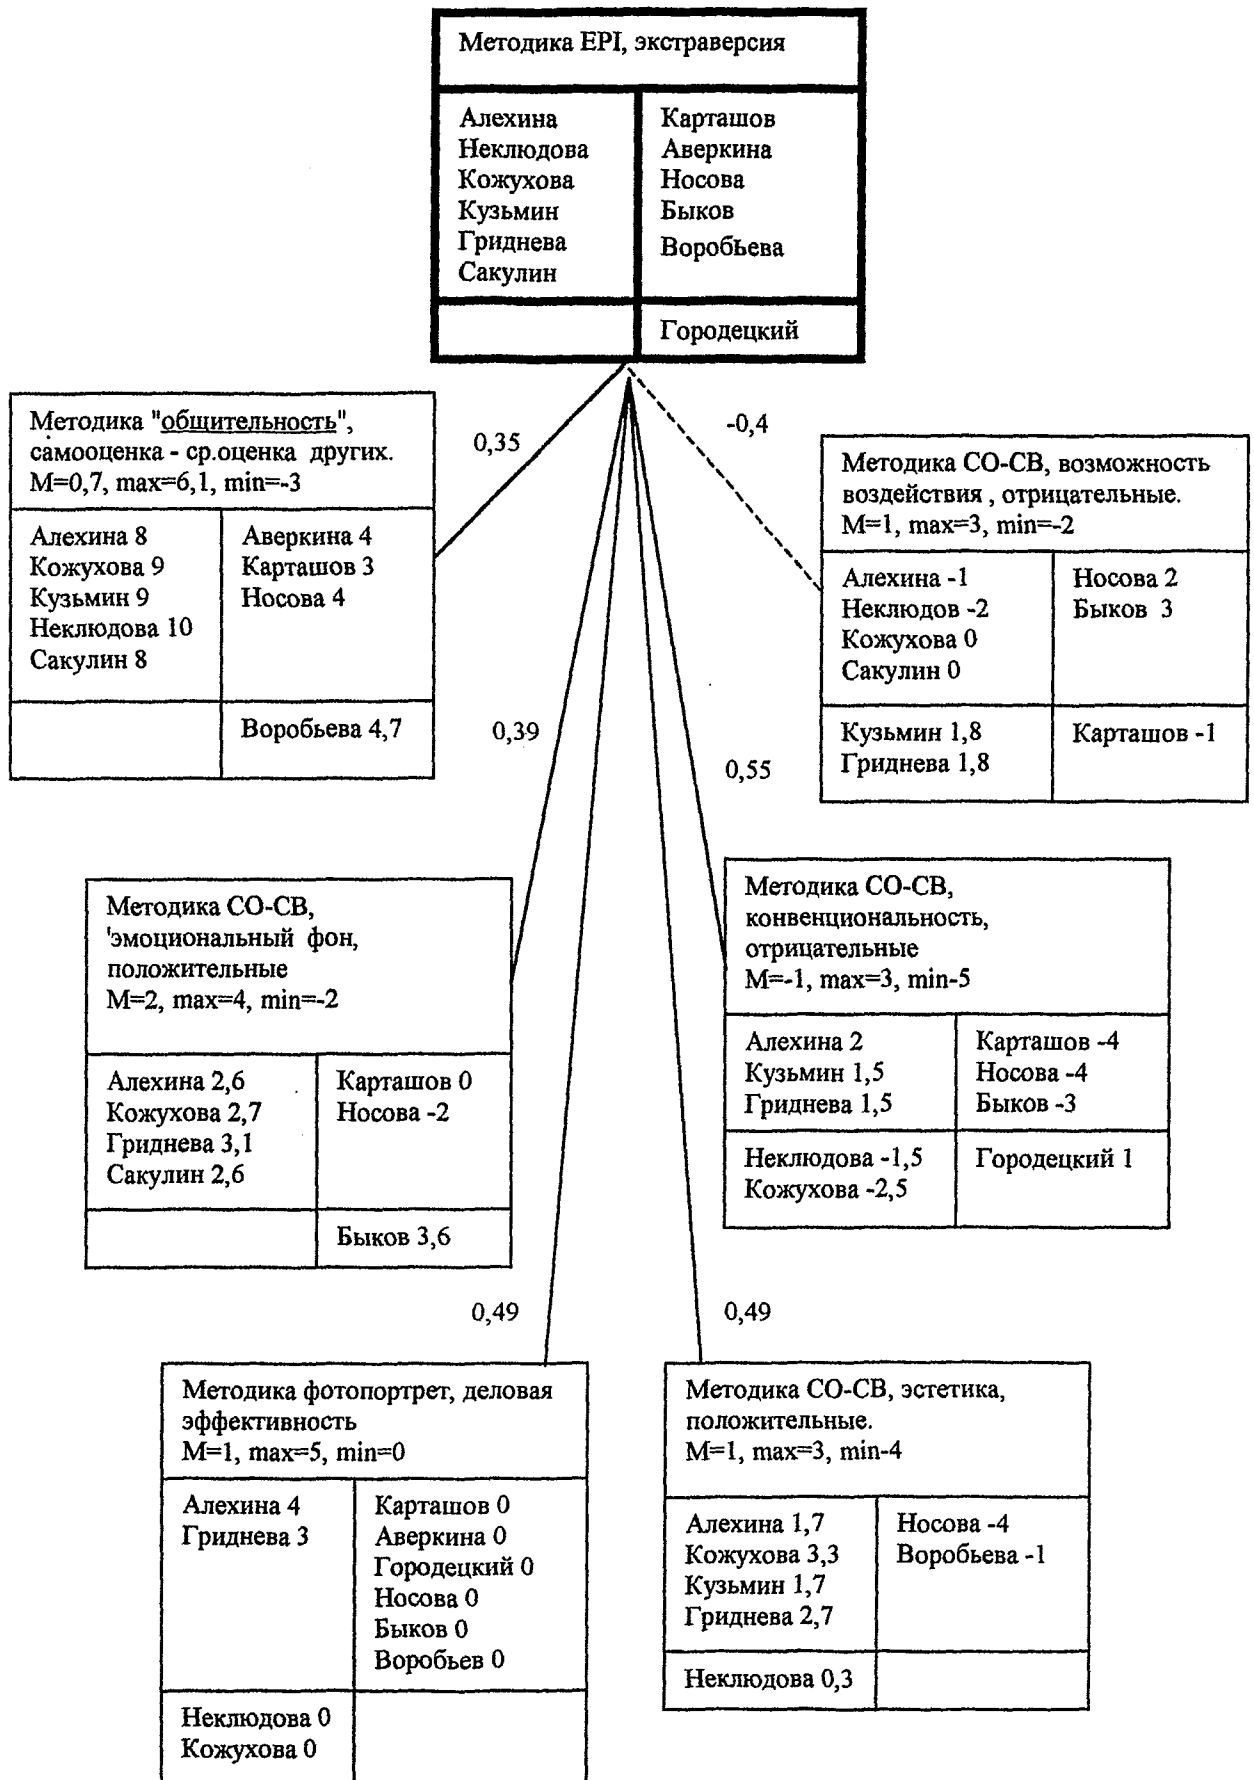 Методика EPI, экстраверсия
Алехина
Неклюдова
Кожухова
Кузьмин
Гриднева
Сакулин
Карташов
Аверкина
Носова
Быков
Воробьева
Городецкий
0,35
-0,4
Методика "общительность",
самооценка - ср.оценка других.
M=0,7, max=6,1, min=-3
Алехина 8
Кожухова 9
Кузьмин 9
Неклюдова 10
Сакулин 8
Аверкина 4
Карташов 3
Носова 4
Воробьева 4,7
Методика СО-СВ, возможность
воздействия , отрицательные.
M=1, max=3, min=-2
Алехина -1
Неклюдов -2
Кожухова 0
Сакулин 0
Носова 2
Быков 3
Кузьмин 1,8
Гриднева 1,8
Карташов -1
0,39
0,55
Методика СО-СВ,
'эмоциональный фон,
положительные
M=2, max=4, min=-2
Алехина 2,6
Кожухова 2,7
Гриднева 3,1
Сакулин 2,6
Карташов 0
Носова -2
Быков 3,6
Методика СО-СВ,
конвенциональность,
отрицательные
M=-1, max=3, min-5
Алехина 2
Кузьмин 1,5
Гриднева 1,5
Карташов -4
Носова -4
Быков -3
Неклюдова -1,5
Кожухова -2,5
Городецкий 1
0,49
0,49
Методика фотопортрет, деловая
эффективность
M=1, max=5, min=0
Алехина 4
Гриднева 3
Карташов 0
Аверкина 0
Городецкий 0
Носова 0
Быков 0
Воробьев 0
Неклюдова 0
Кожухова 0
Методика СО-СВ, эстетика,
положительные.
M=1, max=3, min-4
Алехина 1,7
Кожухова 3,3
Кузьмин 1,7
Гриднева 2,7
Носова -4
Воробьева -1
Неклюдова 0,3